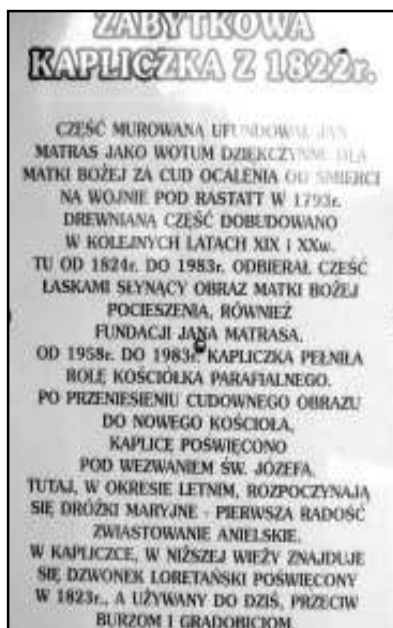 ZABYTKOWA
KAPLICZKA Z 1822r.
CZĘŚĆ MUROWANĄ UFUNDOWAŁ JAN
MATRAS JAKO WOTUM DZIĘKCZYNNE DLA
MATKI BOŻEJ ZA CUD OCALENIA OD ŚMIERCI
NA WOJNIE POD RASTATT W 1793r.
DREWNIANĄ CZĘŚĆ DOBUDOWANO
W KOLEJNYCH LATACH XIX i XXw.
TU OD 1824r. DO 1983r. ODBIERAŁ CZEŚĆ
ŁASKAMI SŁYNĄCY OBRAZ MATKI BOŻEJ
POCIESZENIA, RÓWNIEŻ
FUNDACJI JANA MATRASA.
OD 1958r. DO 1983r. KAPLICZKA PEŁNIŁA
ROLĘ KOŚCIÓŁKA PARAFIALNEGO.
PO PRZENIESIENIU CUDOWNEGO OBRAZU
DO NOWEGO KOŚCIOŁA,
KAPLICĘ POŚWIĘCONO
POD WEZWANIEM ŚW. JÓZEFA.
TUTAJ, W OKRESIE LETNIM, ROZPOCZYNAJĄ
SIĘ DRÓŻKI MARYJNE - PIERWSZA RADOŚĆ
ZWIASTOWANIE ANIELSKIE.
W KAPLICZCE, W NIŻSZEJ WIEŻY ZNAJDUJE
SIĘ DZWONEK LORETAŃSKI POŚWIĘCONY
W 1823r., A UŻYWANY DO DZIŚ, PRZECIW
BURZOM I GRADOBICIOM